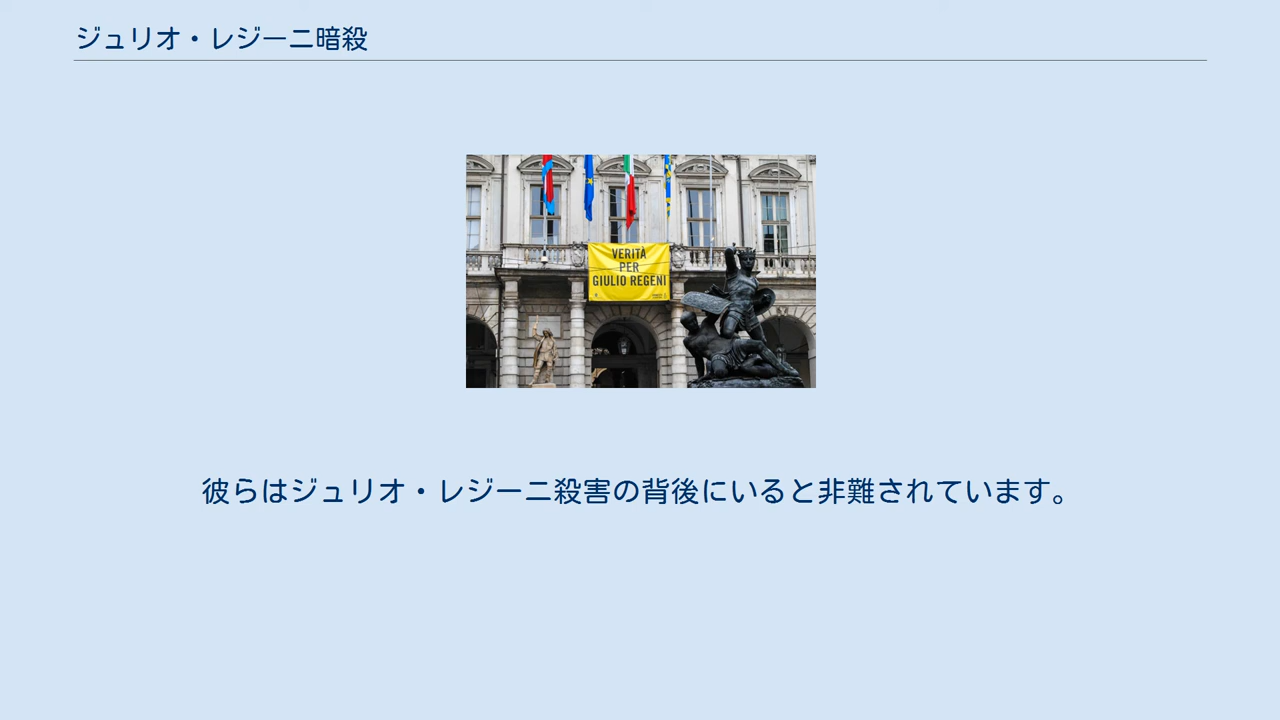 ジュリオ・レジーニ暗殺
VERITÀ
PER
GIULIO REGENI
彼らはジュリオ・レジーニ殺害の背後にいると非難されています。